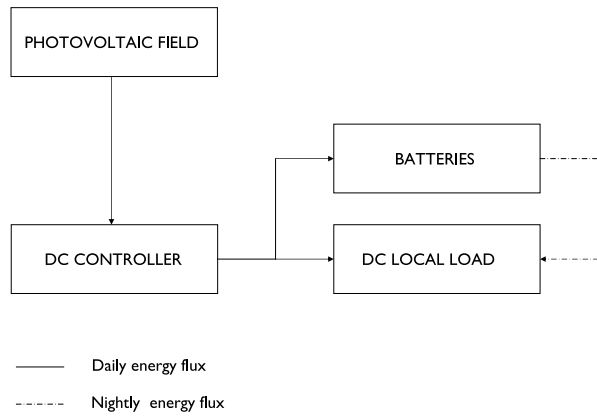 PHOTOVOLTAIC FIELD
BATTERIES
DC CONTROLLER
DC LOCAL LOAD
Daily energy flux
Nightly energy flux